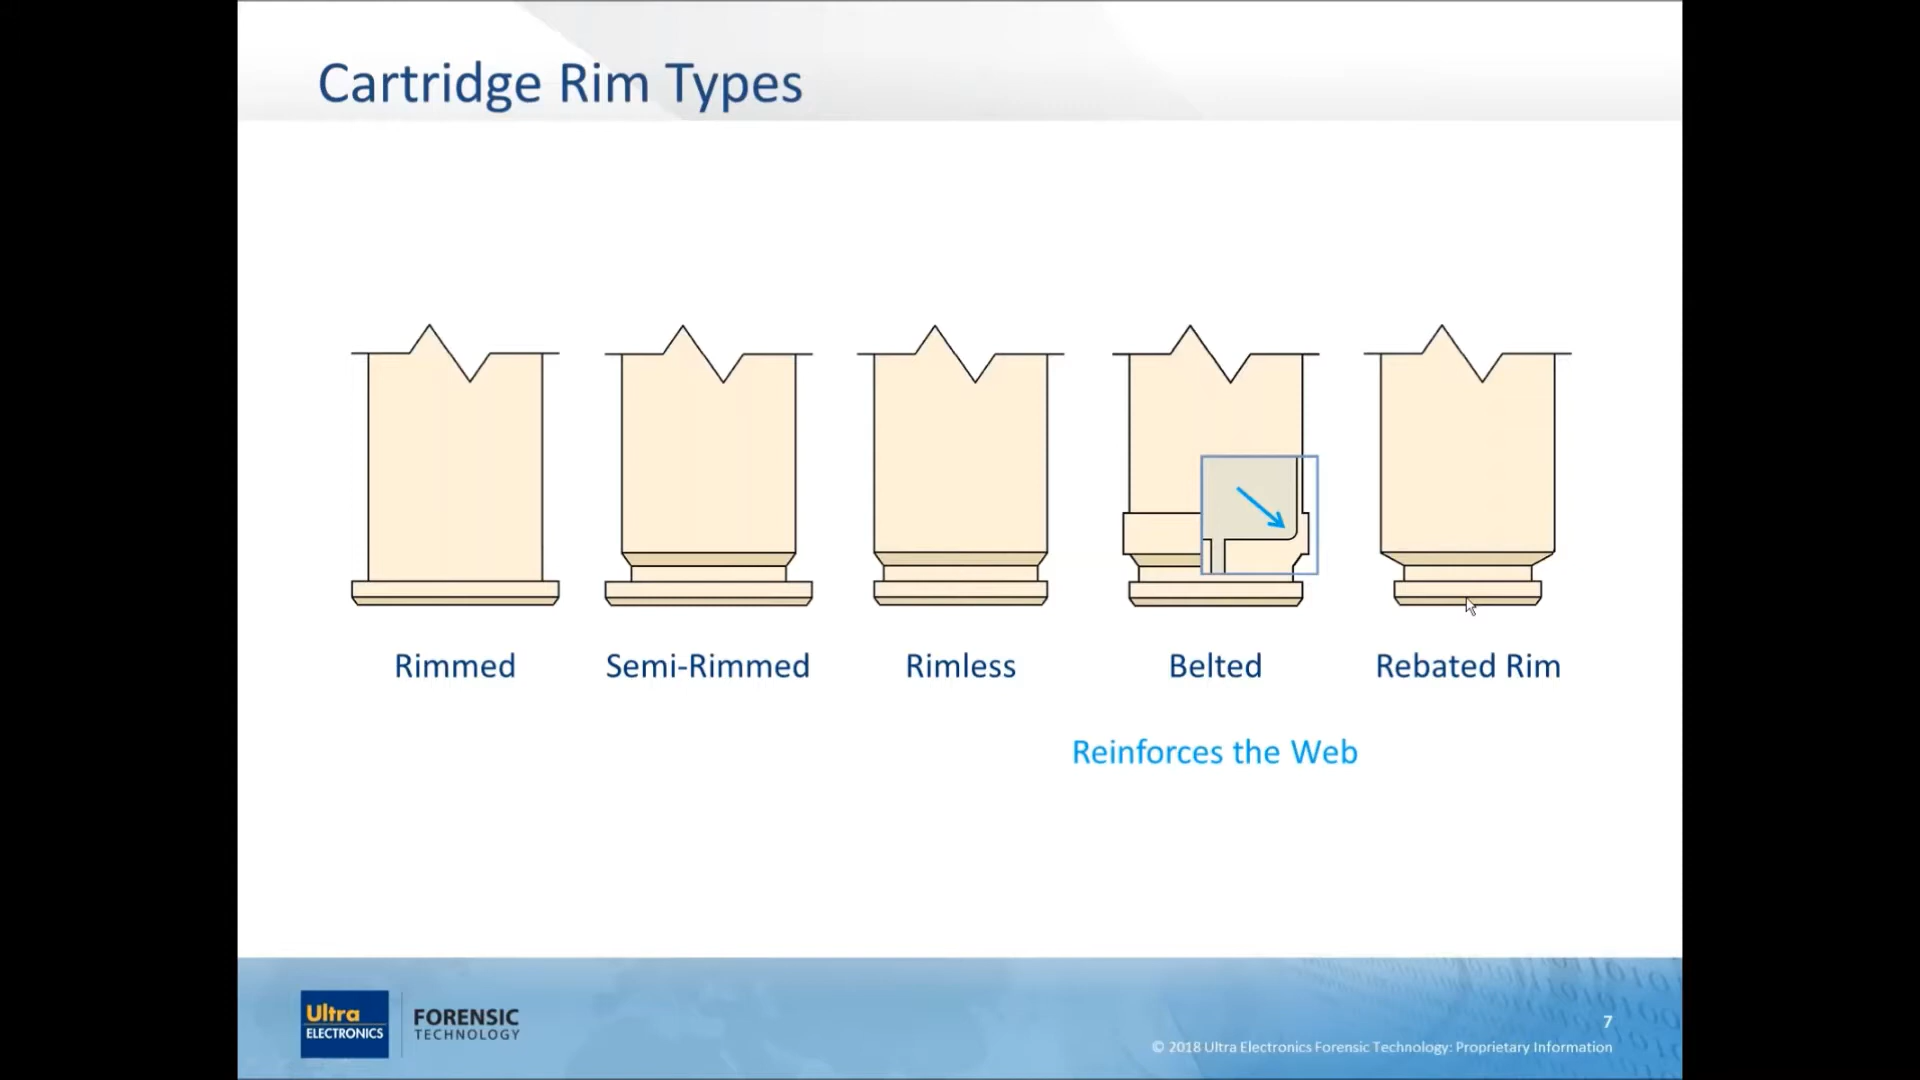 Cartridge Rim Types
Rimmed
Semi-Rimmed
Rimless
Belted
Rebated Rim
Reinforces the Web
Ultra
ELECTRONICS
FORENSIC
TECHNOLOGY
7
© 2018 Ultra Electronics Forensic Technology: Proprietary Information